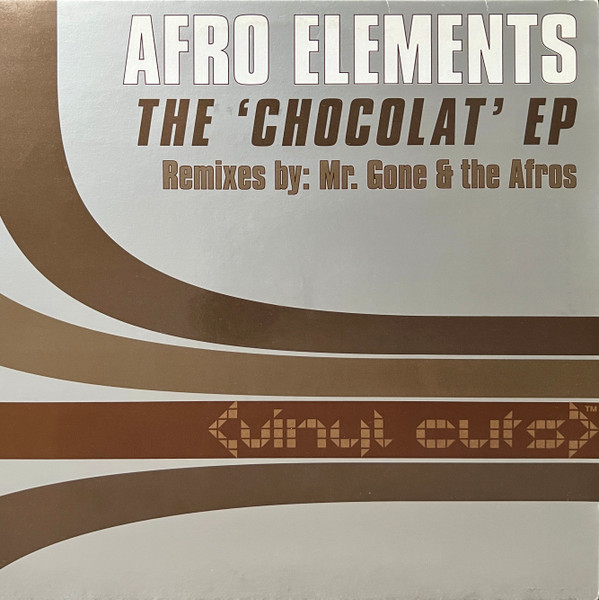 AFRO ELEMENTS
THE ‘CHOCOLAT’ EP
Remixes by: Mr. Gone & the Afros
(vinyl cuts)™